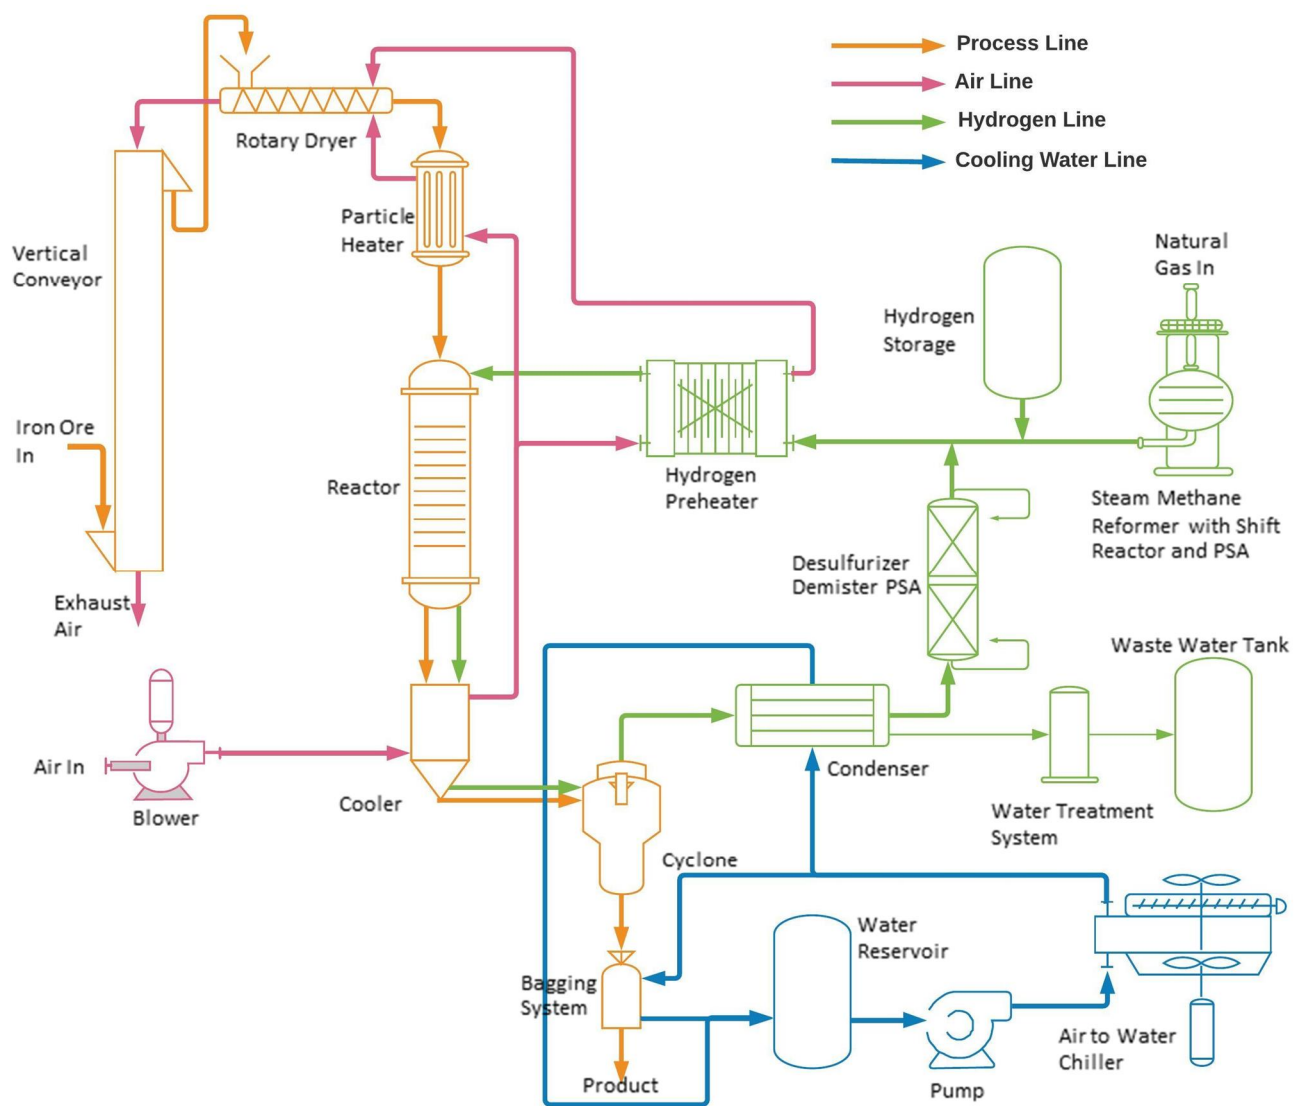 Process Line
Air Line
Hydrogen Line
Cooling Water Line
Rotary Dryer
Particle
Heater
Vertical
Conveyor
Natural
Gas In
Hydrogen
Storage
Iron Ore
In
Reactor
Hydrogen
Preheater
Steam Methane
Reformer with Shift
Reactor and PSA
Desulfurizer
Demister PSA
Exhaust
Air
Waste Water Tank
Air In
Blower
Cooler
Condenser
Water Treatment
System
Cyclone
Water
Reservoir
Bagging
System
Air to Water
Chiller
Product
Pump